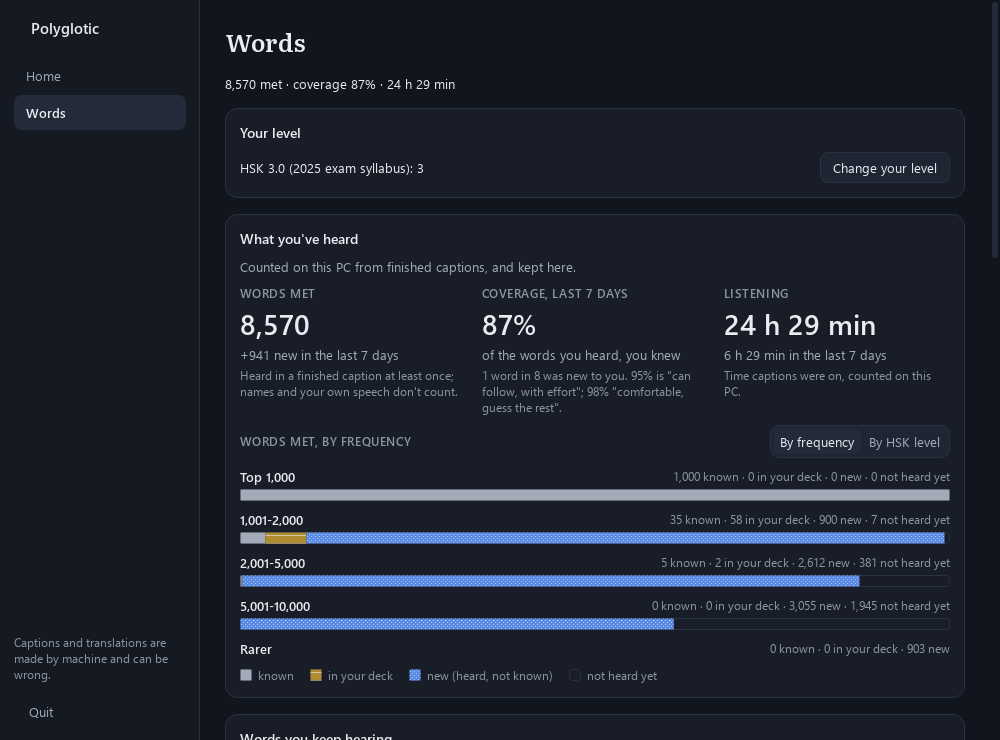 Polyglotic
Home
Words
Captions and translations are
made by machine and can be
wrong.
Quit
Words
8,570 met · coverage 87% · 24 h 29 min
Your level
HSK 3.0 (2025 exam syllabus): 3
Change your level
What you've heard
Counted on this PC from finished captions, and kept here.
WORDS MET
8,570
+941 new in the last 7 days
Heard in a finished caption at least once;
names and your own speech don't count.
COVERAGE, LAST 7 DAYS
87%
of the words you heard, you knew
1 word in 8 was new to you. 95% is "can
follow, with effort"; 98% "comfortable,
guess the rest".
LISTENING
24 h 29 min
6 h 29 min in the last 7 days
Time captions were on, counted on this
PC.
WORDS MET, BY FREQUENCY
By frequency
By HSK level
Top 1,000
1,000 known · 0 in your deck · 0 new · 0 not heard yet
1,001-2,000
35 known · 58 in your deck · 900 new · 7 not heard yet
2,001-5,000
5 known · 2 in your deck · 2,612 new · 381 not heard yet
5,001-10,000
0 known · 0 in your deck · 3,055 new · 1,945 not heard yet
Rarer
0 known · 0 in your deck · 903 new
known
in your deck
new (heard, not known)
not heard yet
Words you keep hearing